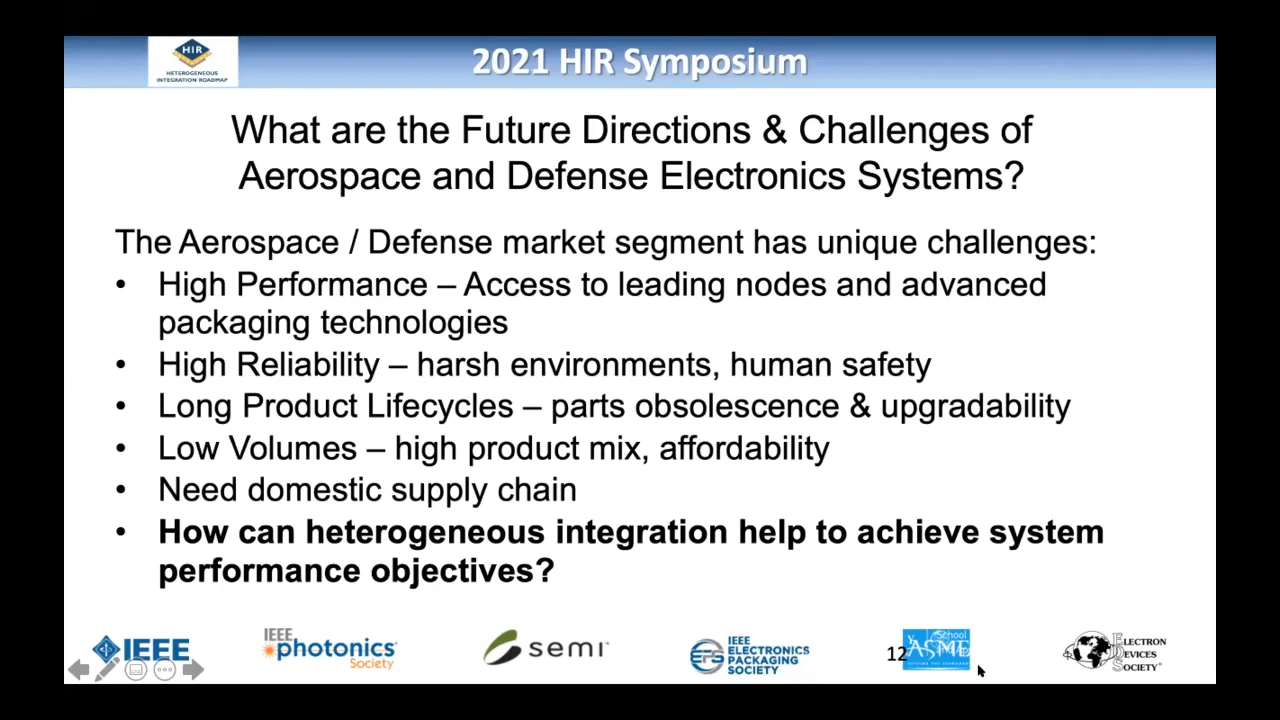 HIR
HETEROGENEOUS
INTEGRATION ROADMAP
2021 HIR Symposium
What are the Future Directions & Challenges of
Aerospace and Defense Electronics Systems?
The Aerospace / Defense market segment has unique challenges:
• High Performance – Access to leading nodes and advanced
packaging technologies
• High Reliability – harsh environments, human safety
• Long Product Lifecycles – parts obsolescence & upgradability
• Low Volumes – high product mix, affordability
• Need domestic supply chain
• How can heterogeneous integration help to achieve system
performance objectives?
IEEE
IEEE
photonics
Society
semi
EPS
IEEE
ELECTRONICS
PACKAGING
SOCIETY
12
ASME
ELECTRON
DEVICES
SOCIETY®